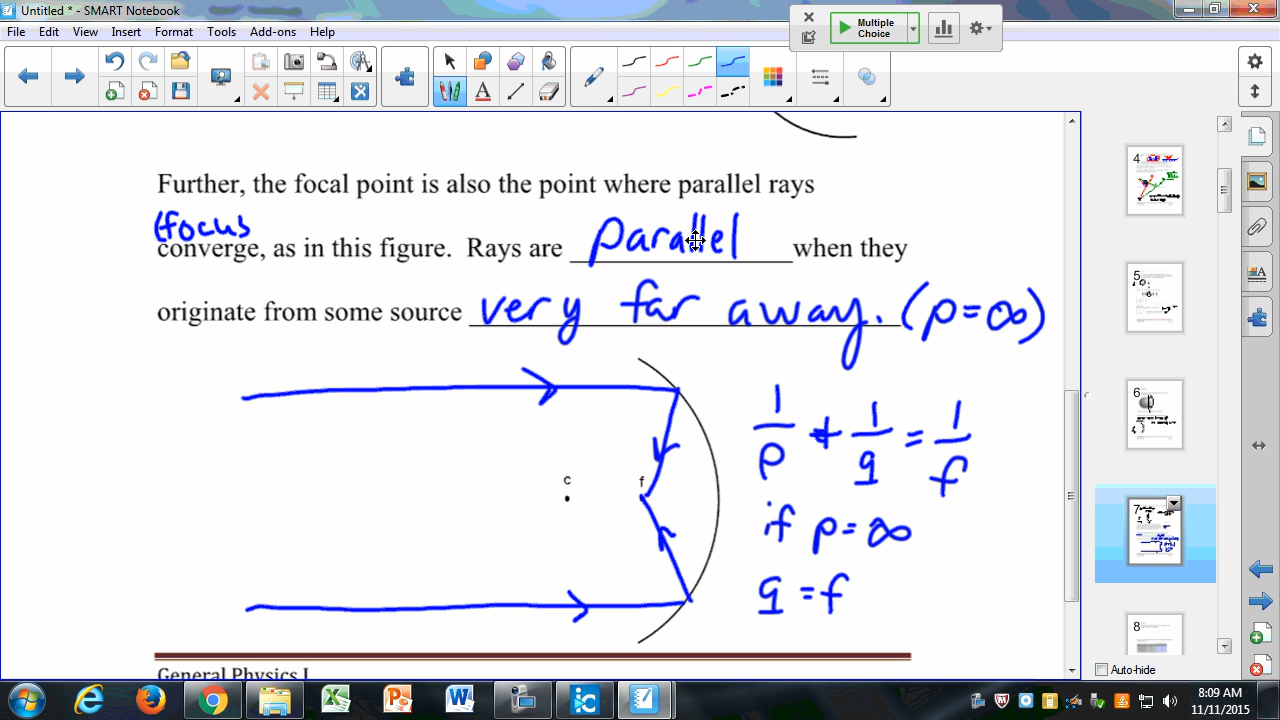 Untitled * - SMART Notebook
File Edit View Insert Format Tools Add-ons Help
Multiple Choice
Further, the focal point is also the point where parallel rays
(focus
converge, as in this figure. Rays are parallel when they
originate from some source very far away. (p=∞)
c
f
1/p + 1/q = 1/f
if p=∞
q=f
General Physics I
4
5
6
7
8
Auto-hide
8:09 AM
11/11/2015